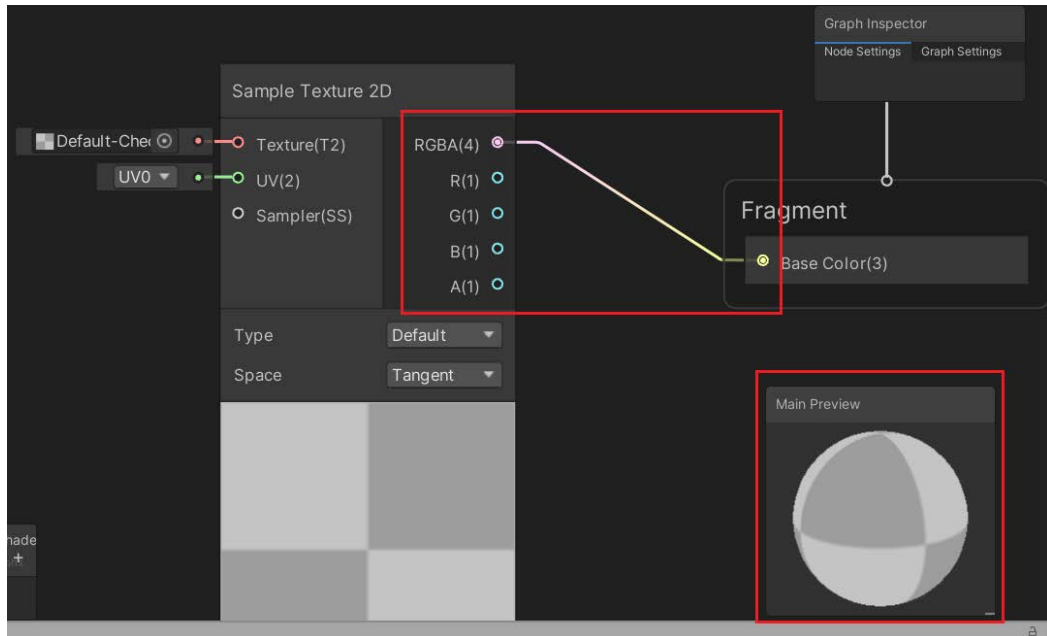 Graph Inspector
Node Settings Graph Settings
Sample Texture 2D
Default-Che
Texture(T2)
RGBA(4)
UV0
UV(2)
R(1)
Sampler(SS)
G(1)
B(1)
A(1)
Fragment
Base Color(3)
Type
Default
Space
Tangent
Main Preview
+